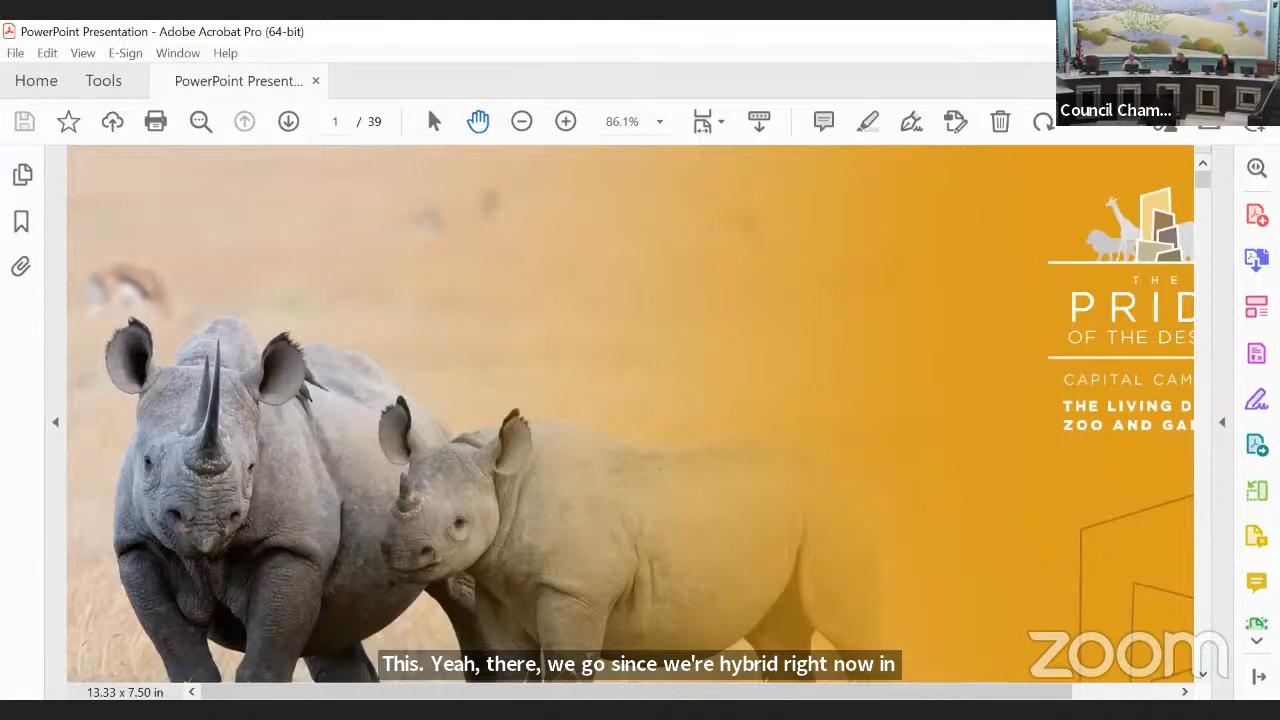 PowerPoint Presentation - Adobe Acrobat Pro (64-bit)
File Edit View E-Sign Window Help
Home Tools PowerPoint Present... ×
1 / 39 86.1%
Council Cham...
THE
PRID
OF THE DES
CAPITAL CAM
THE LIVING D
ZOO AND GAR
This. Yeah, there, we go since we're hybrid right now in
zoom
13.33 x 7.50 in